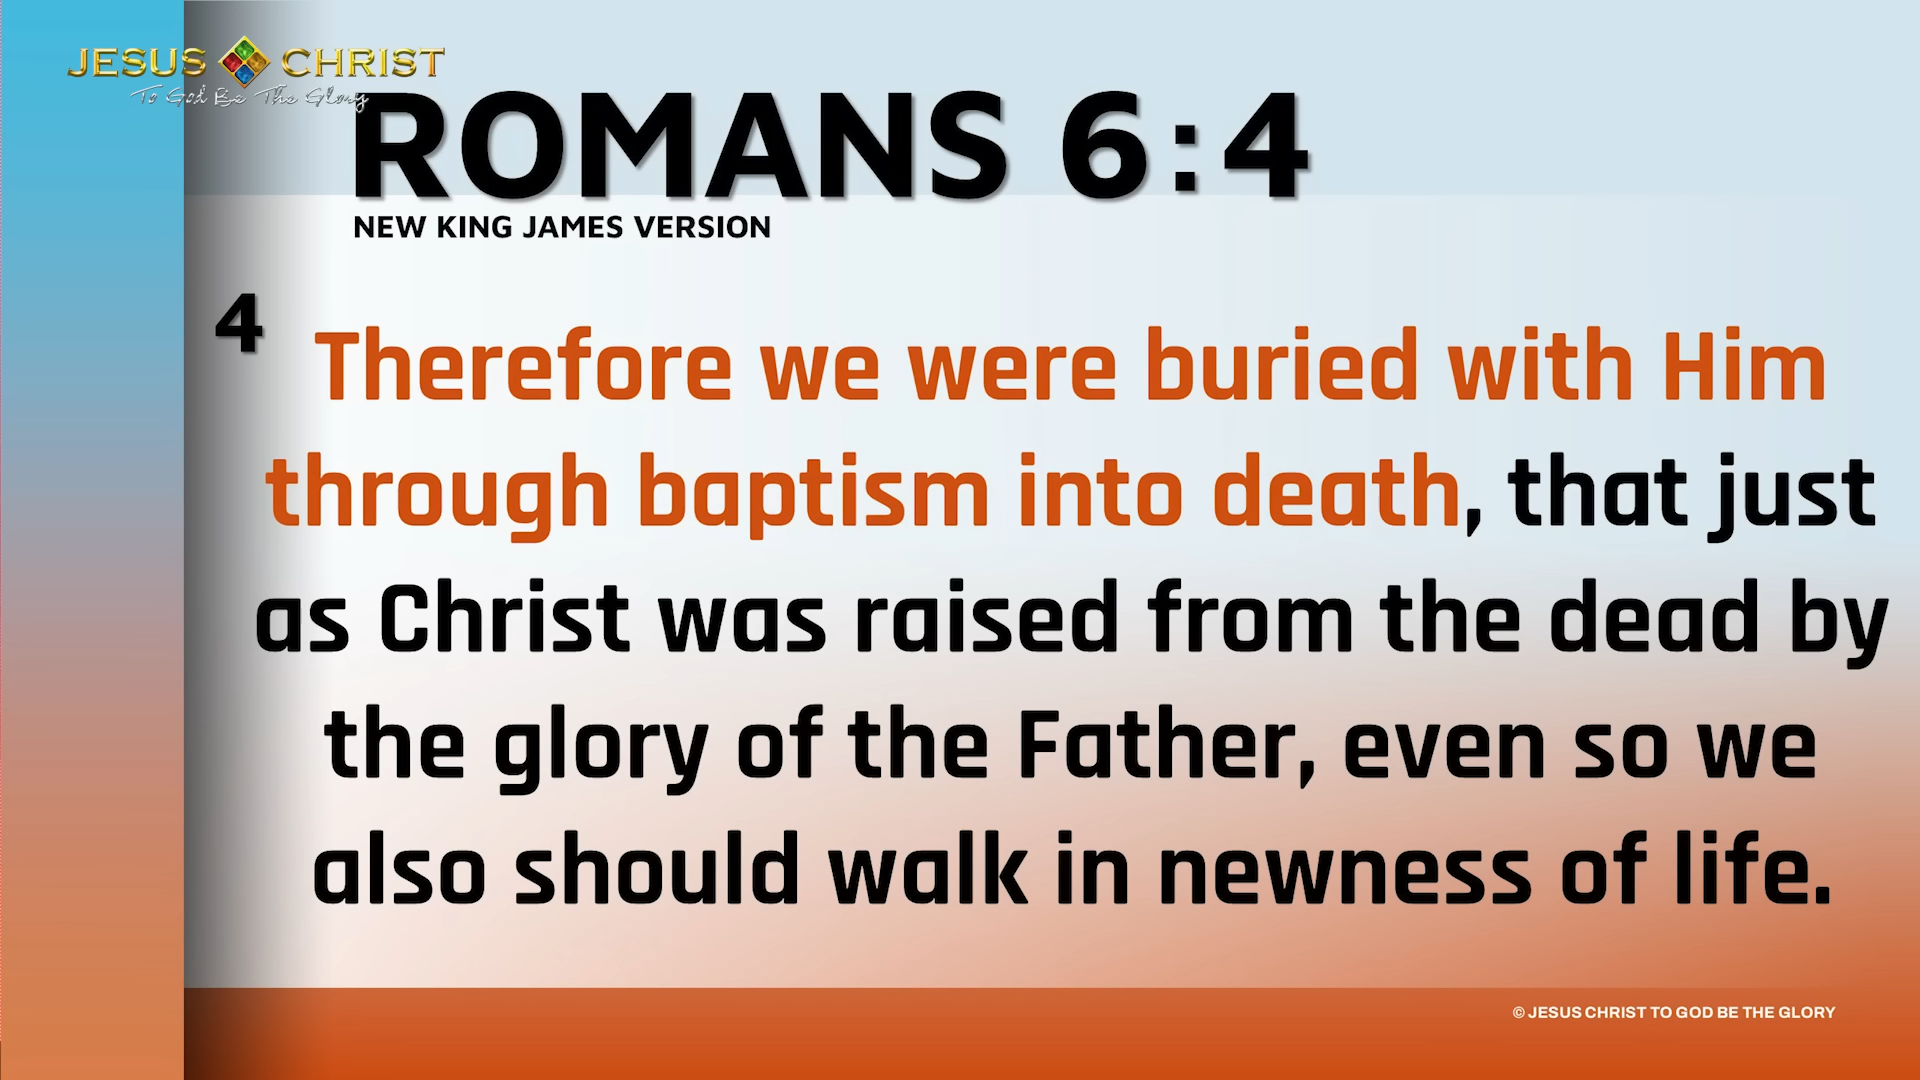 JESUS CHRIST
To God Be The Glory
ROMANS 6:4
NEW KING JAMES VERSION
4 Therefore we were buried with Him
through baptism into death, that just
as Christ was raised from the dead by
the glory of the Father, even so we
also should walk in newness of life.
© JESUS CHRIST TO GOD BE THE GLORY